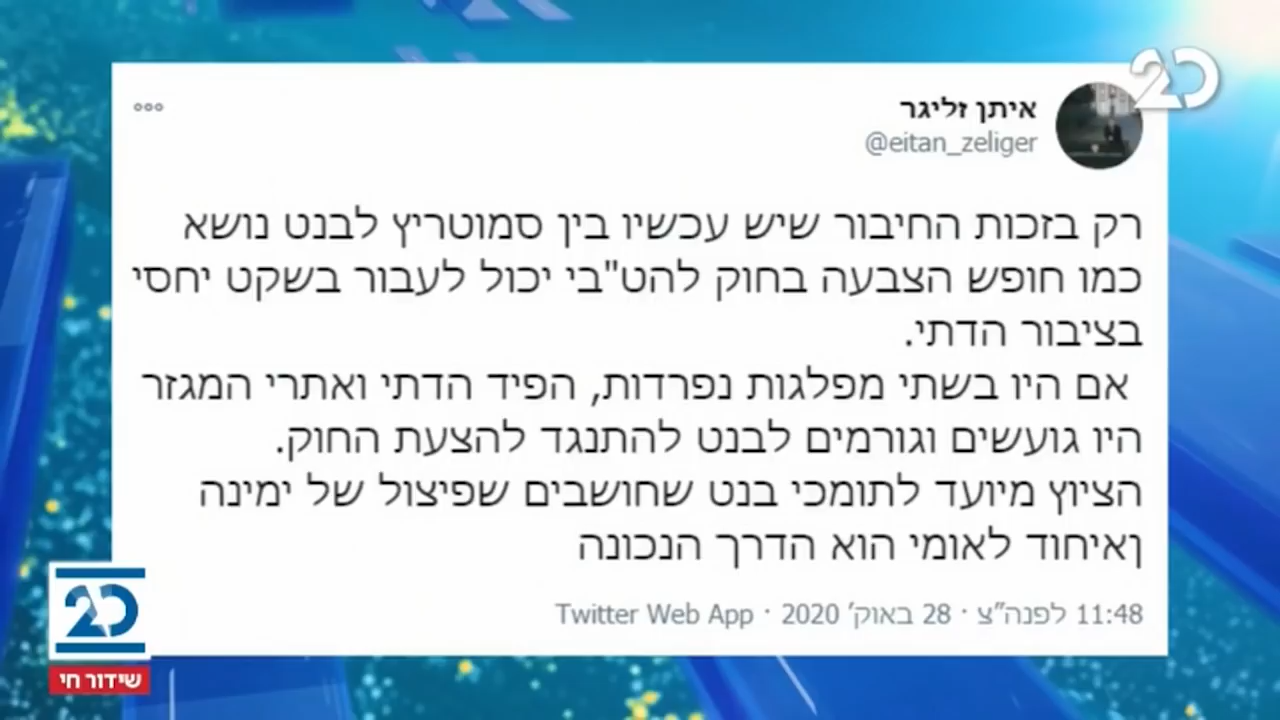 20
איתן זליגר
@eitan_zeliger
רק בזכות החיבור שיש עכשיו בין סמוטריץ לבנט נושא
כמו חופש הצבעה בחוק להט"בי יכול לעבור בשקט יחסי
בציבור הדתי.
אם היו בשתי מפלגות נפרדות, הפיד הדתי ואתרי המגזר
היו גועשים וגורמים לבנט להתנגד להצעת החוק.
הציוץ מיועד לתומכי בנט שחושבים שפיצול של ימינה
ןאיחוד לאומי הוא הדרך הנכונה
11:48 לפנה"צ · 28 באוק' 2020 · Twitter Web App
20
שידור חי